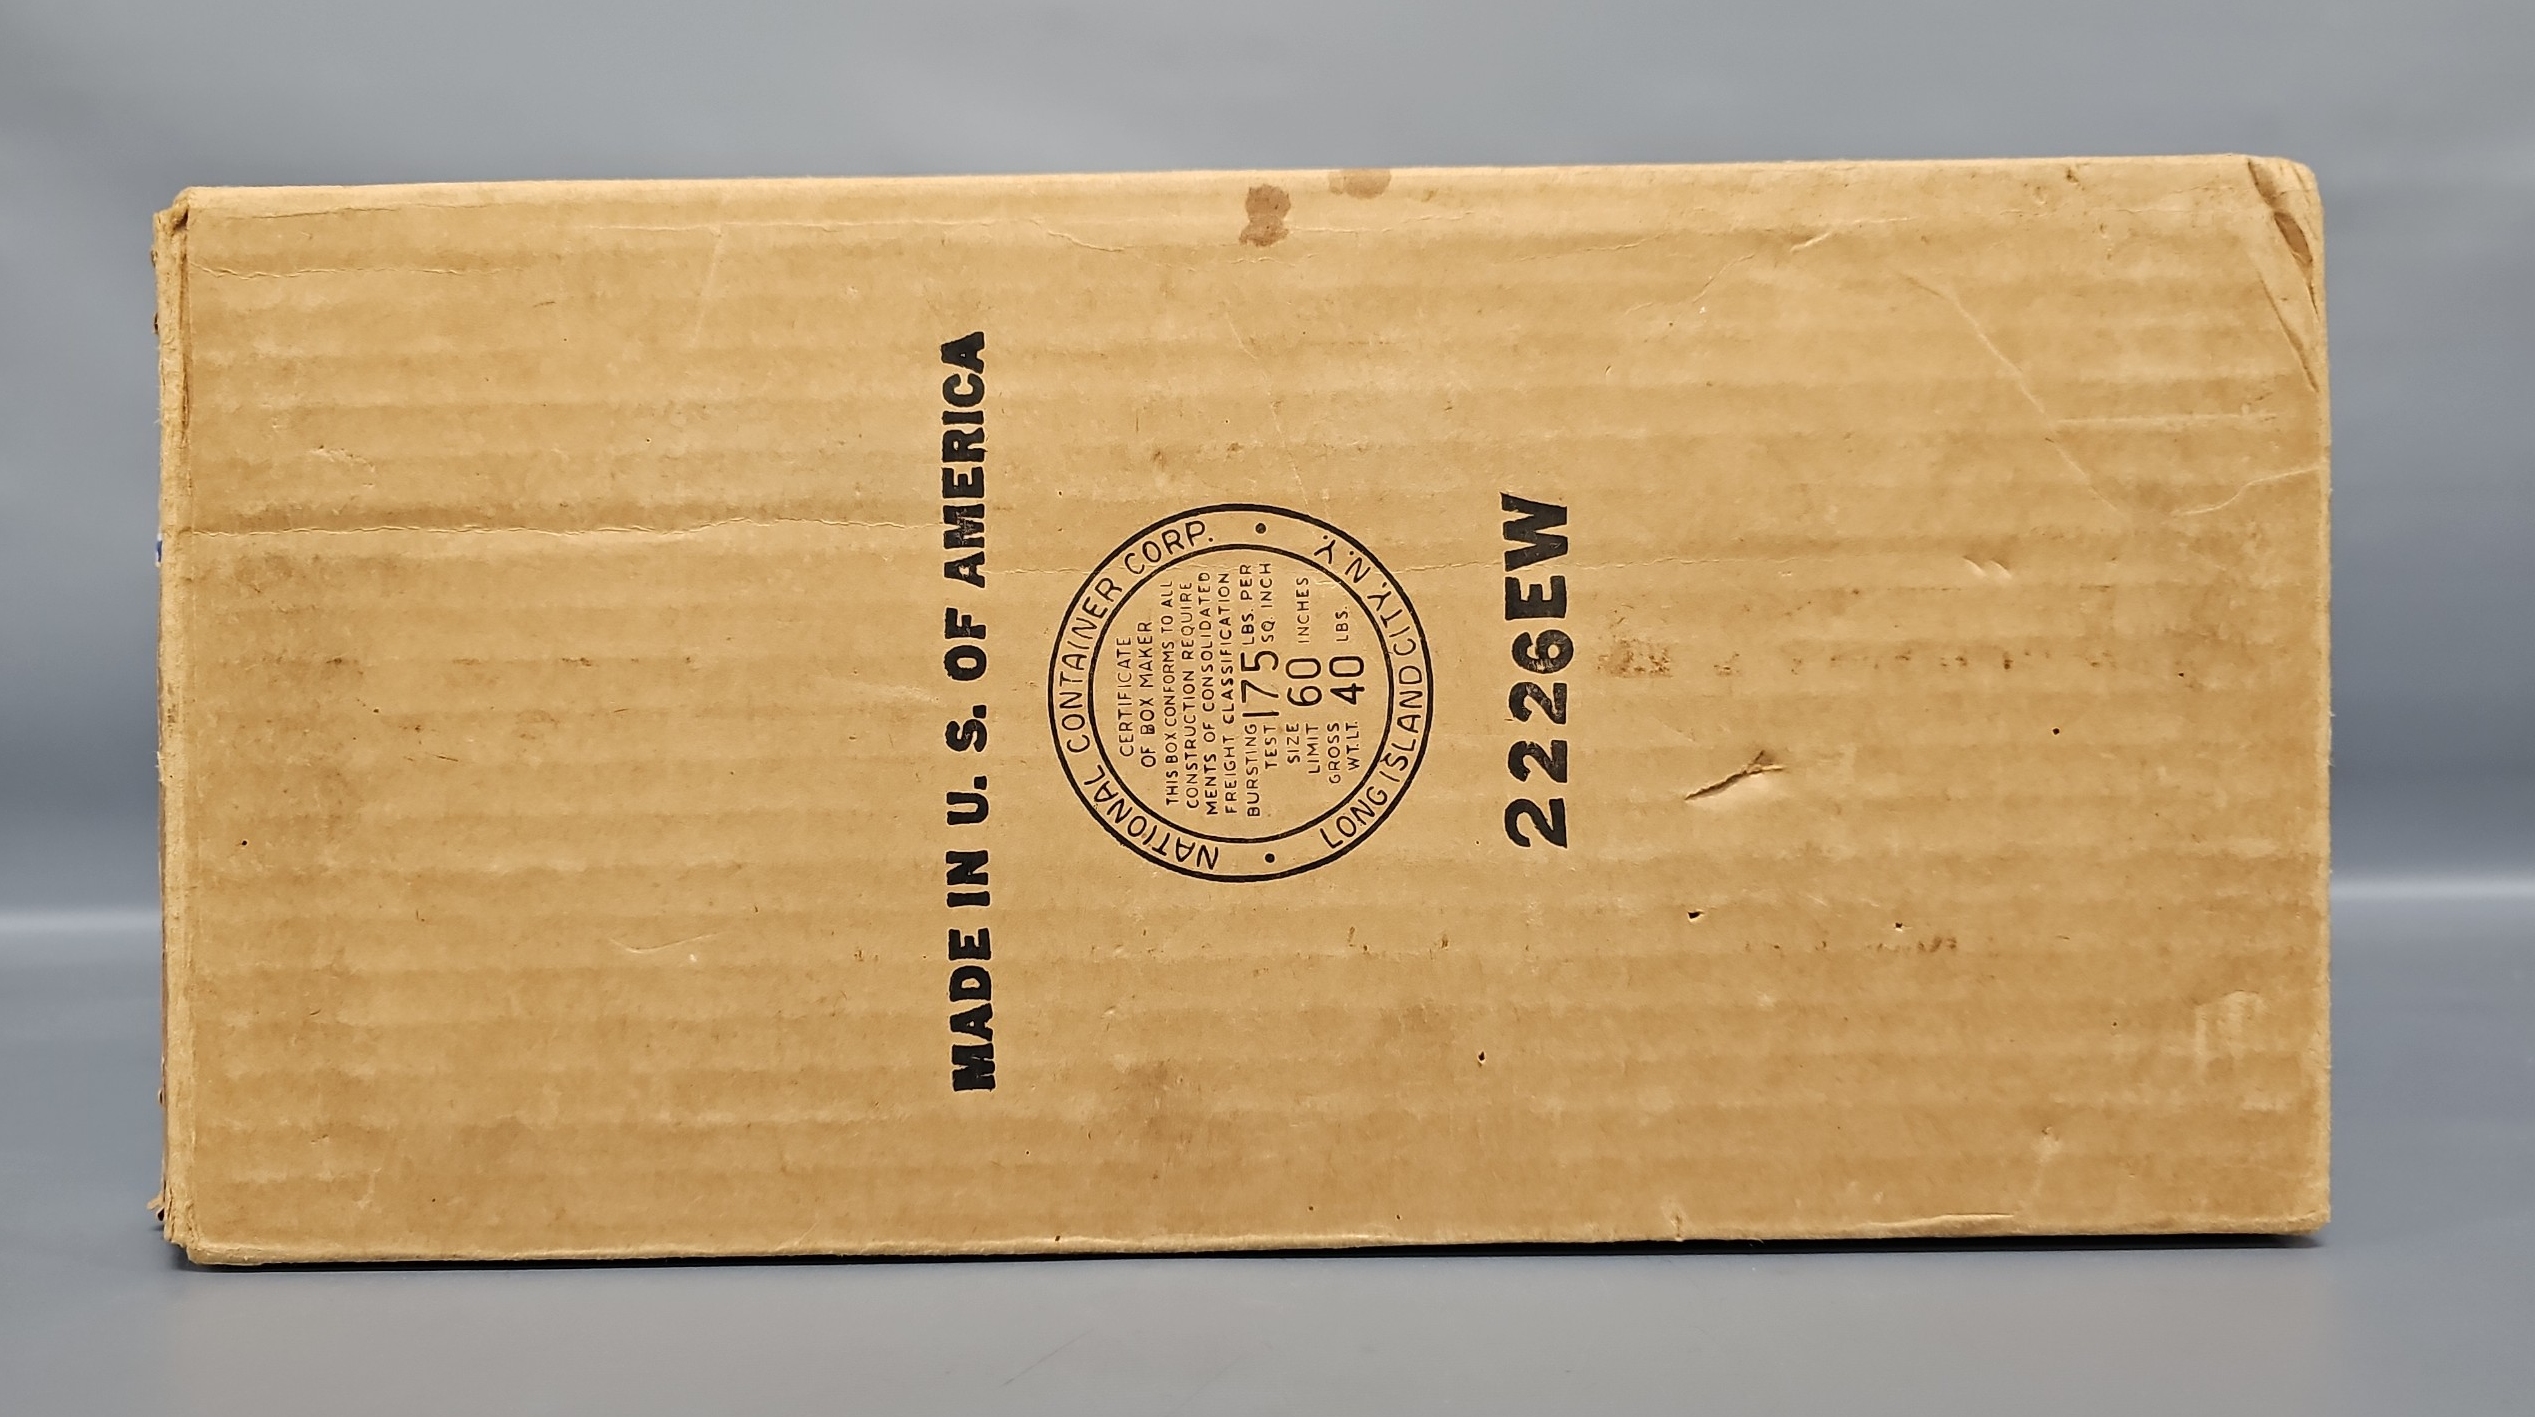 MADE IN U. S. OF AMERICA
NATIONAL CONTAINER CORP.
CERTIFICATE
OF BOX MAKER.
THIS BOX CONFORMS TO ALL
CONSTRUCTION REQUIRE
MENTS OF CONSOLIDATED
FREIGHT CLASSIFICATION
BURSTING TEST 175 LBS. PER SQ. INCH
SIZE LIMIT 60 INCHES
GROSS WT. LT. 40 LBS.
LONG ISLAND CITY. N.Y.
2226EW